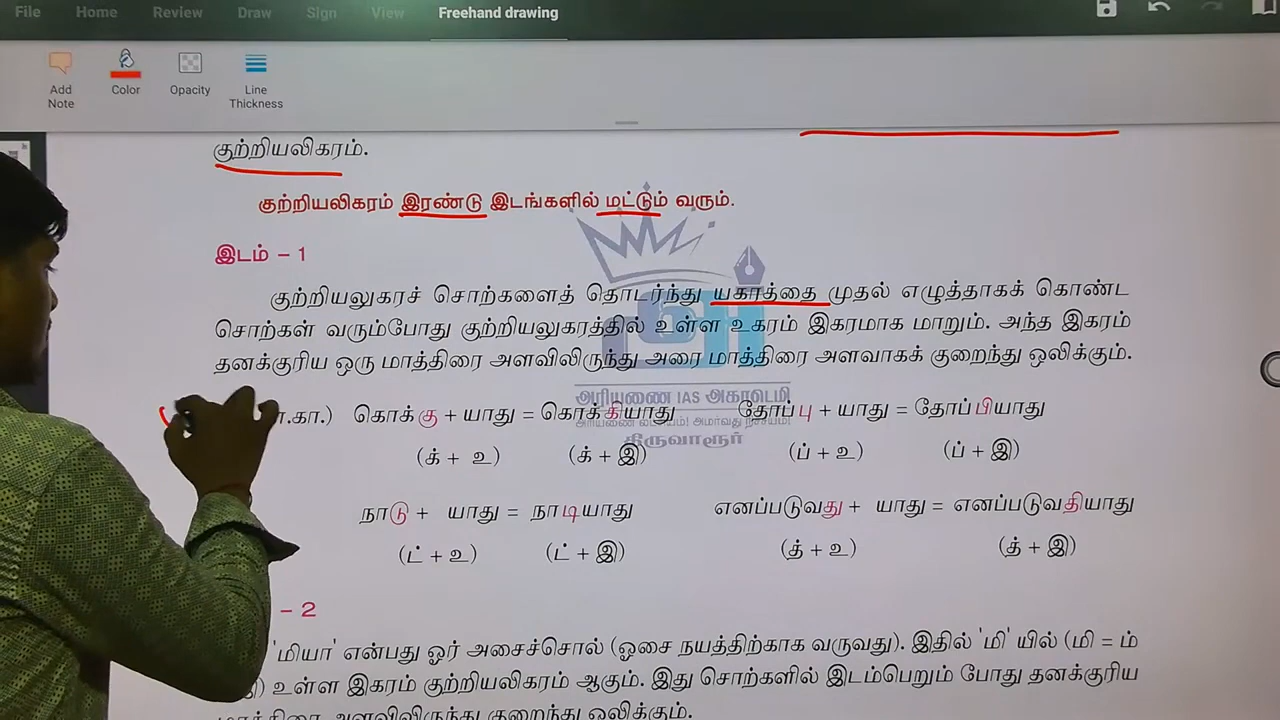 File Home Review Draw Sign View Freehand drawing
Add Note Color Opacity Line Thickness
குற்றியலிகரம்.
குற்றியலிகரம் இரண்டு இடங்களில் மட்டும் வரும்.
இடம் – 1
குற்றியலுகரச் சொற்களைத் தொடர்ந்து யகரத்தை முதல் எழுத்தாகக் கொண்ட
சொற்கள் வரும்போது குற்றியலுகரத்தில் உள்ள உகரம் இகரமாக மாறும். அந்த இகரம்
தனக்குரிய ஒரு மாத்திரை அளவிலிருந்து அரை மாத்திரை அளவாகக் குறைந்து ஒலிக்கும்.
அரியணை IAS அகாடெமி
.கா.) கொக்கு + யாது = கொக்கியாது தோப்பு + யாது = தோப்பியாது
திருவாரூர்
(க் + உ) (க் + இ) (ப் + உ) (ப் + இ)
நாடு + யாது = நாடியாது எனப்படுவது + யாது = எனப்படுவதியாது
(ட் + உ) (ட் + இ) (த் + உ) (த் + இ)
– 2
'மியா' என்பது ஓர் அசைச்சொல் (ஓசை நயத்திற்காக வருவது). இதில் 'மி' யில் (மி = ம்
) உள்ள இகரம் குற்றியலிகரம் ஆகும். இது சொற்களில் இடம்பெறும் போது தனக்குரிய
மாத்திரை அளவிலிருந்து குறைந்து ஒலிக்கும்.